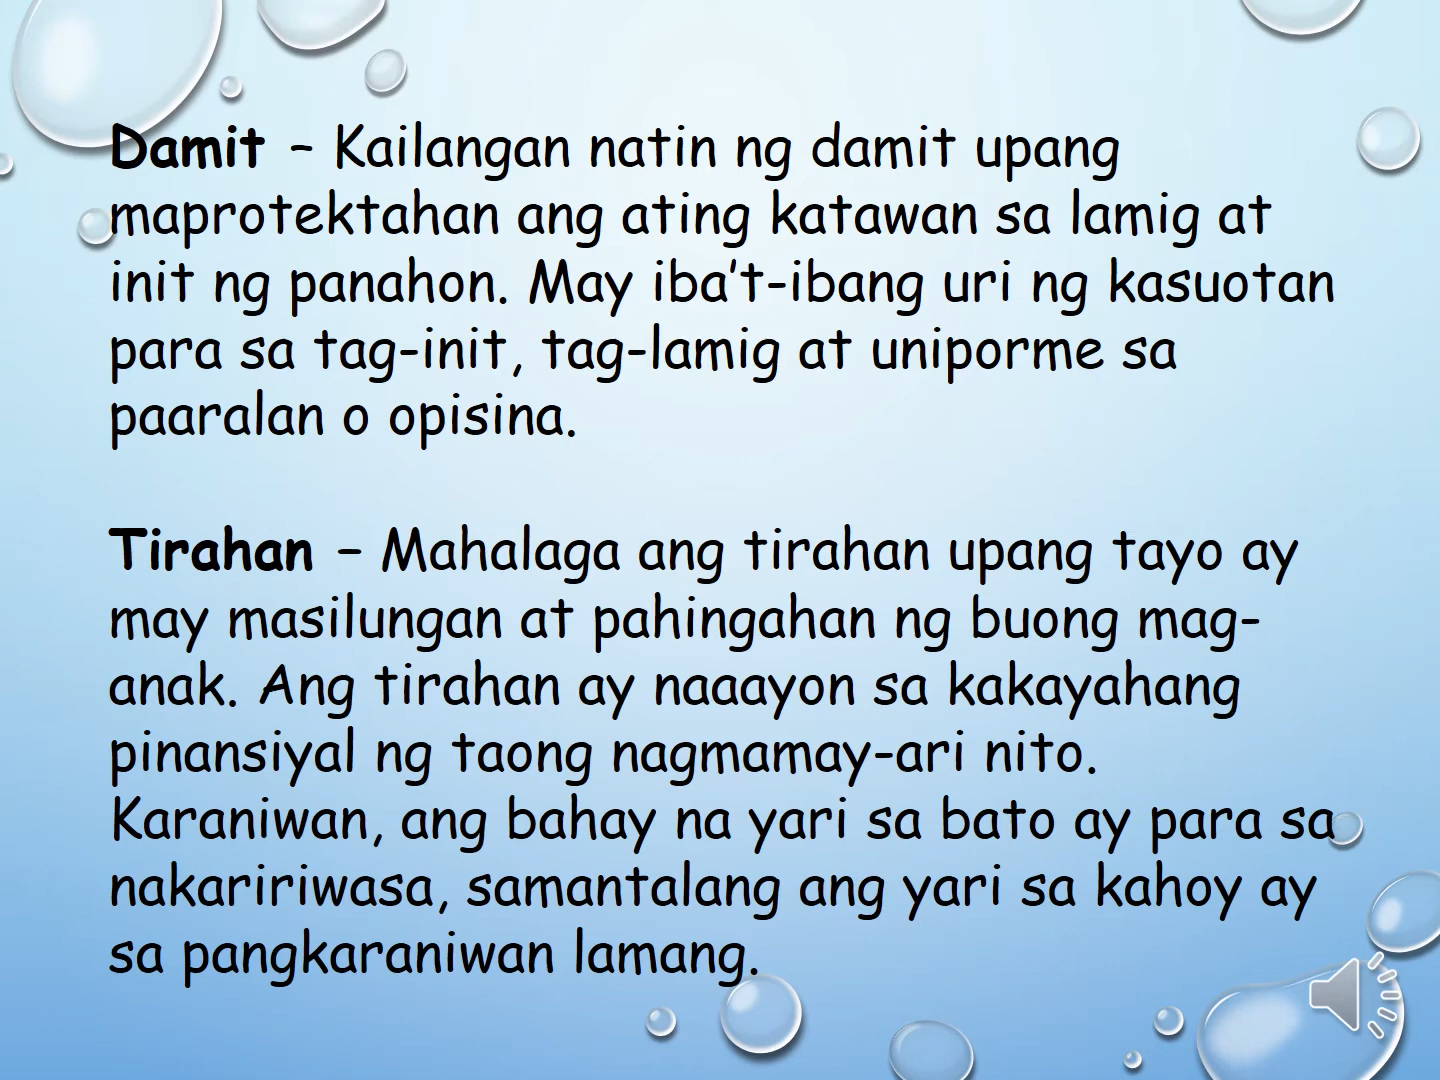 Damit – Kailangan natin ng damit upang
maprotektahan ang ating katawan sa lamig at
init ng panahon. May iba’t-ibang uri ng kasuotan
para sa tag-init, tag-lamig at uniporme sa
paaralan o opisina.
Tirahan – Mahalaga ang tirahan upang tayo ay
may masilungan at pahingahan ng buong mag-
anak. Ang tirahan ay naaayon sa kakayahang
pinansiyal ng taong nagmamay-ari nito.
Karaniwan, ang bahay na yari sa bato ay para sa
nakaririwasa, samantalang ang yari sa kahoy ay
sa pangkaraniwan lamang.